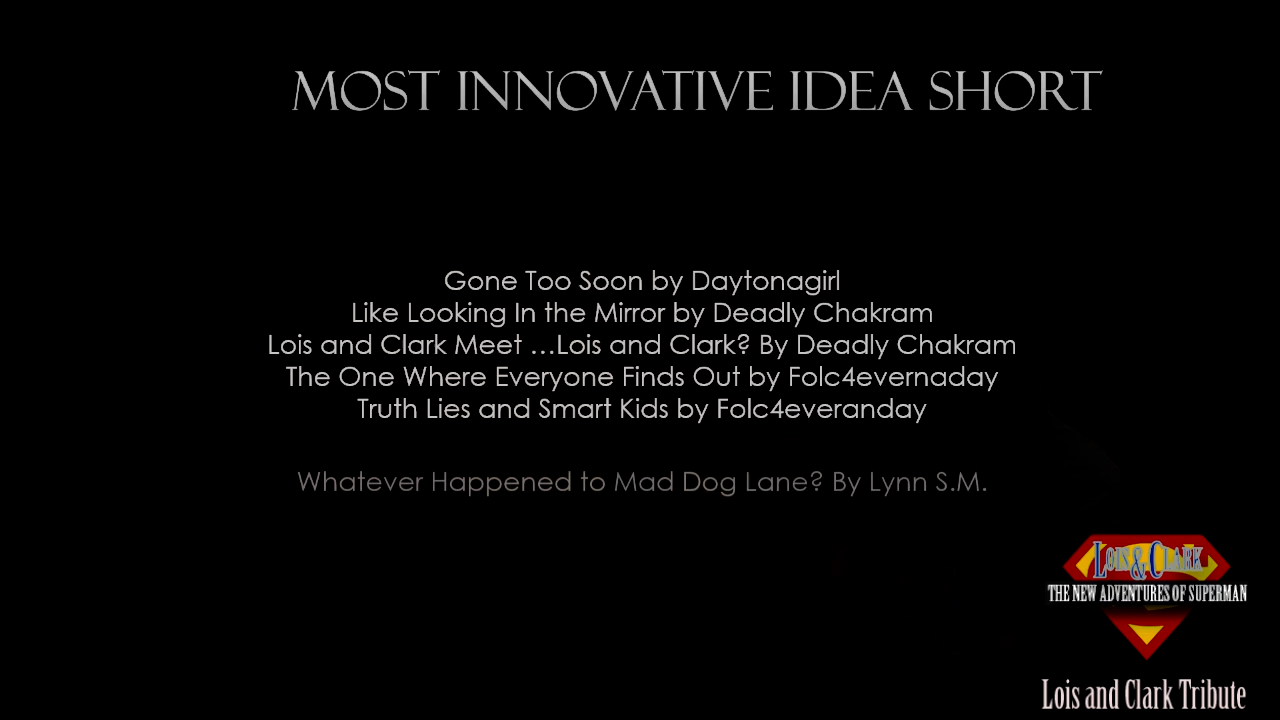 MOST INNOVATIVE IDEA SHORT
Gone Too Soon by Daytonagirl
Like Looking In the Mirror by Deadly Chakram
Lois and Clark Meet …Lois and Clark? By Deadly Chakram
The One Where Everyone Finds Out by Folc4evernaday
Truth Lies and Smart Kids by Folc4everanday
Whatever Happened to Mad Dog Lane? By Lynn S.M.
LOIS & CLARK
THE NEW ADVENTURES OF SUPERMAN
Lois and Clark Tribute